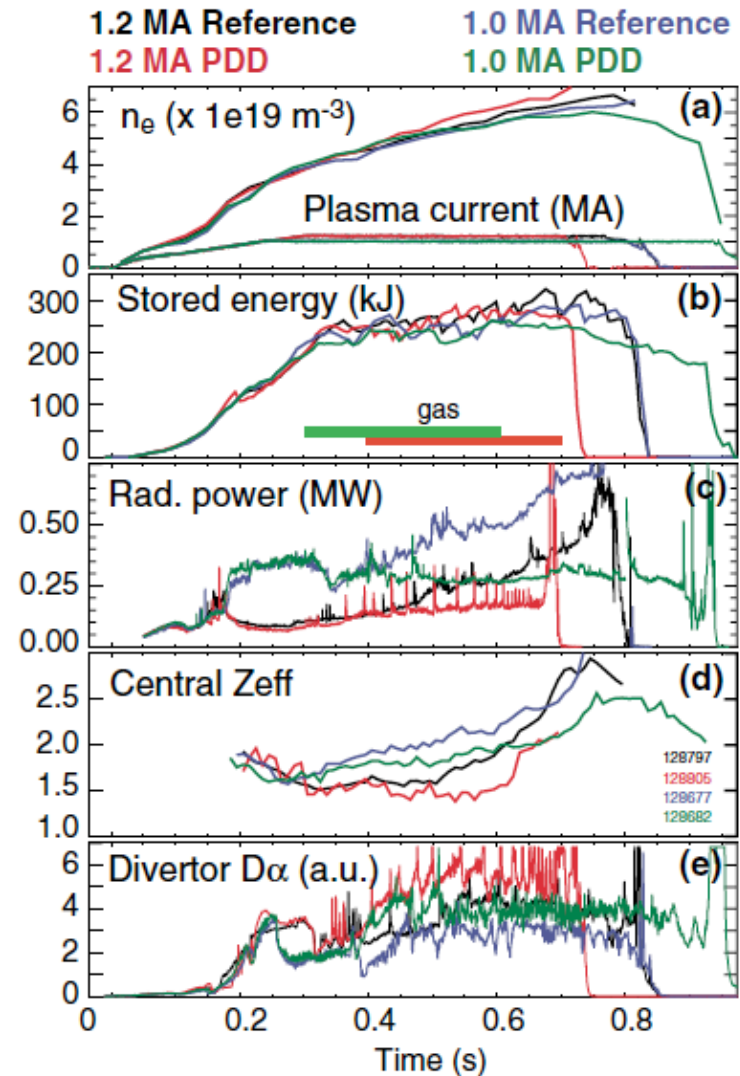 1.2 MA Reference 1.0 MA Reference
1.2 MA PDD 1.0 MA PDD
6
4
2
0
nₑ (x 1e19 m⁻³) (a)
Plasma current (MA)
300
200
100
0
Stored energy (kJ) (b)
gas
0.50
0.25
0.00
Rad. power (MW) (c)
2.5
2.0
1.5
1.0
Central Zeff (d)
128797
128805
128677
128682
6
4
2
0
Divertor Dα (a.u.) (e)
0 0.2 0.4 0.6 0.8
Time (s)